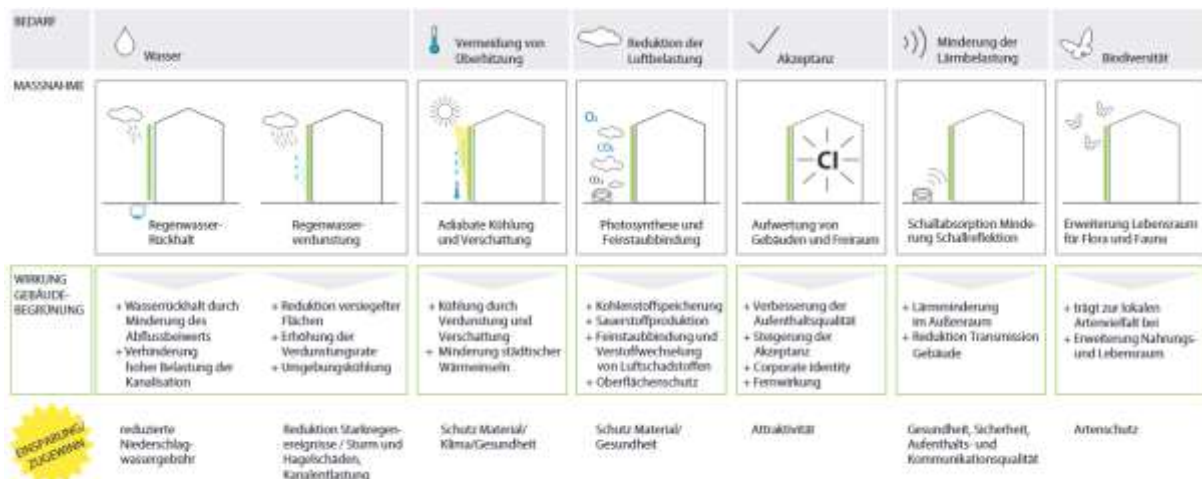 BEDARF
Wasser
Vermeidung von
Überhitzung
Reduktion der
Luftbelastung
Akzeptanz
Minderung der
Lärmbelastung
Biodiversität
MASSNAHME
Regenwasser-
Rückhalt
Regenwasser-
verdunstung
Adiabate Kühlung
und Verschattung
O₂
CO₂
CO₂
Photosynthese und
Feinstaubbindung
CI
Aufwertung von
Gebäuden und Freiraum
Schallabsorption Minde-
rung Schallreflektion
Erweiterung Lebensraum
für Flora und Fauna
WIRKUNG
GEBÄUDE-
BEGRÜNUNG
+ Wasserrückhalt durch
Minderung des
Abflussbeiwerts
+ Verhinderung
hoher Belastung der
Kanalisation
+ Reduktion versiegelter
Flächen
+ Erhöhung der
Verdunstungsrate
+ Umgebungskühlung
+ Kühlung durch
Verdunstung und
Verschattung
+ Minderung städtischer
Wärmeinseln
+ Kohlenstoffspeicherung
+ Sauerstoffproduktion
+ Feinstaubbindung und
Verstoffwechselung
von Luftschadstoffen
+ Oberflächenschutz
+ Verbesserung der
Aufenthaltsqualität
+ Steigerung der
Akzeptanz
+ Corporate Identity
+ Fernwirkung
+ Lärmminderung
im Außenraum
+ Reduktion Transmission
Gebäude
+ trägt zur lokalen
Artenvielfalt bei
+ Erweiterung Nahrungs-
und Lebensraum
EINSPARUNG/
ZUGEWINN
reduzierte
Niederschlag-
wassergebühr
Reduktion Starkregen-
ereignisse / Sturm und
Hagelschäden,
Kanalentlastung
Schutz Material/
Klima/Gesundheit
Schutz Material/
Gesundheit
Attraktivität
Gesundheit, Sicherheit,
Aufenthalts- und
Kommunikationsqualität
Artenschutz